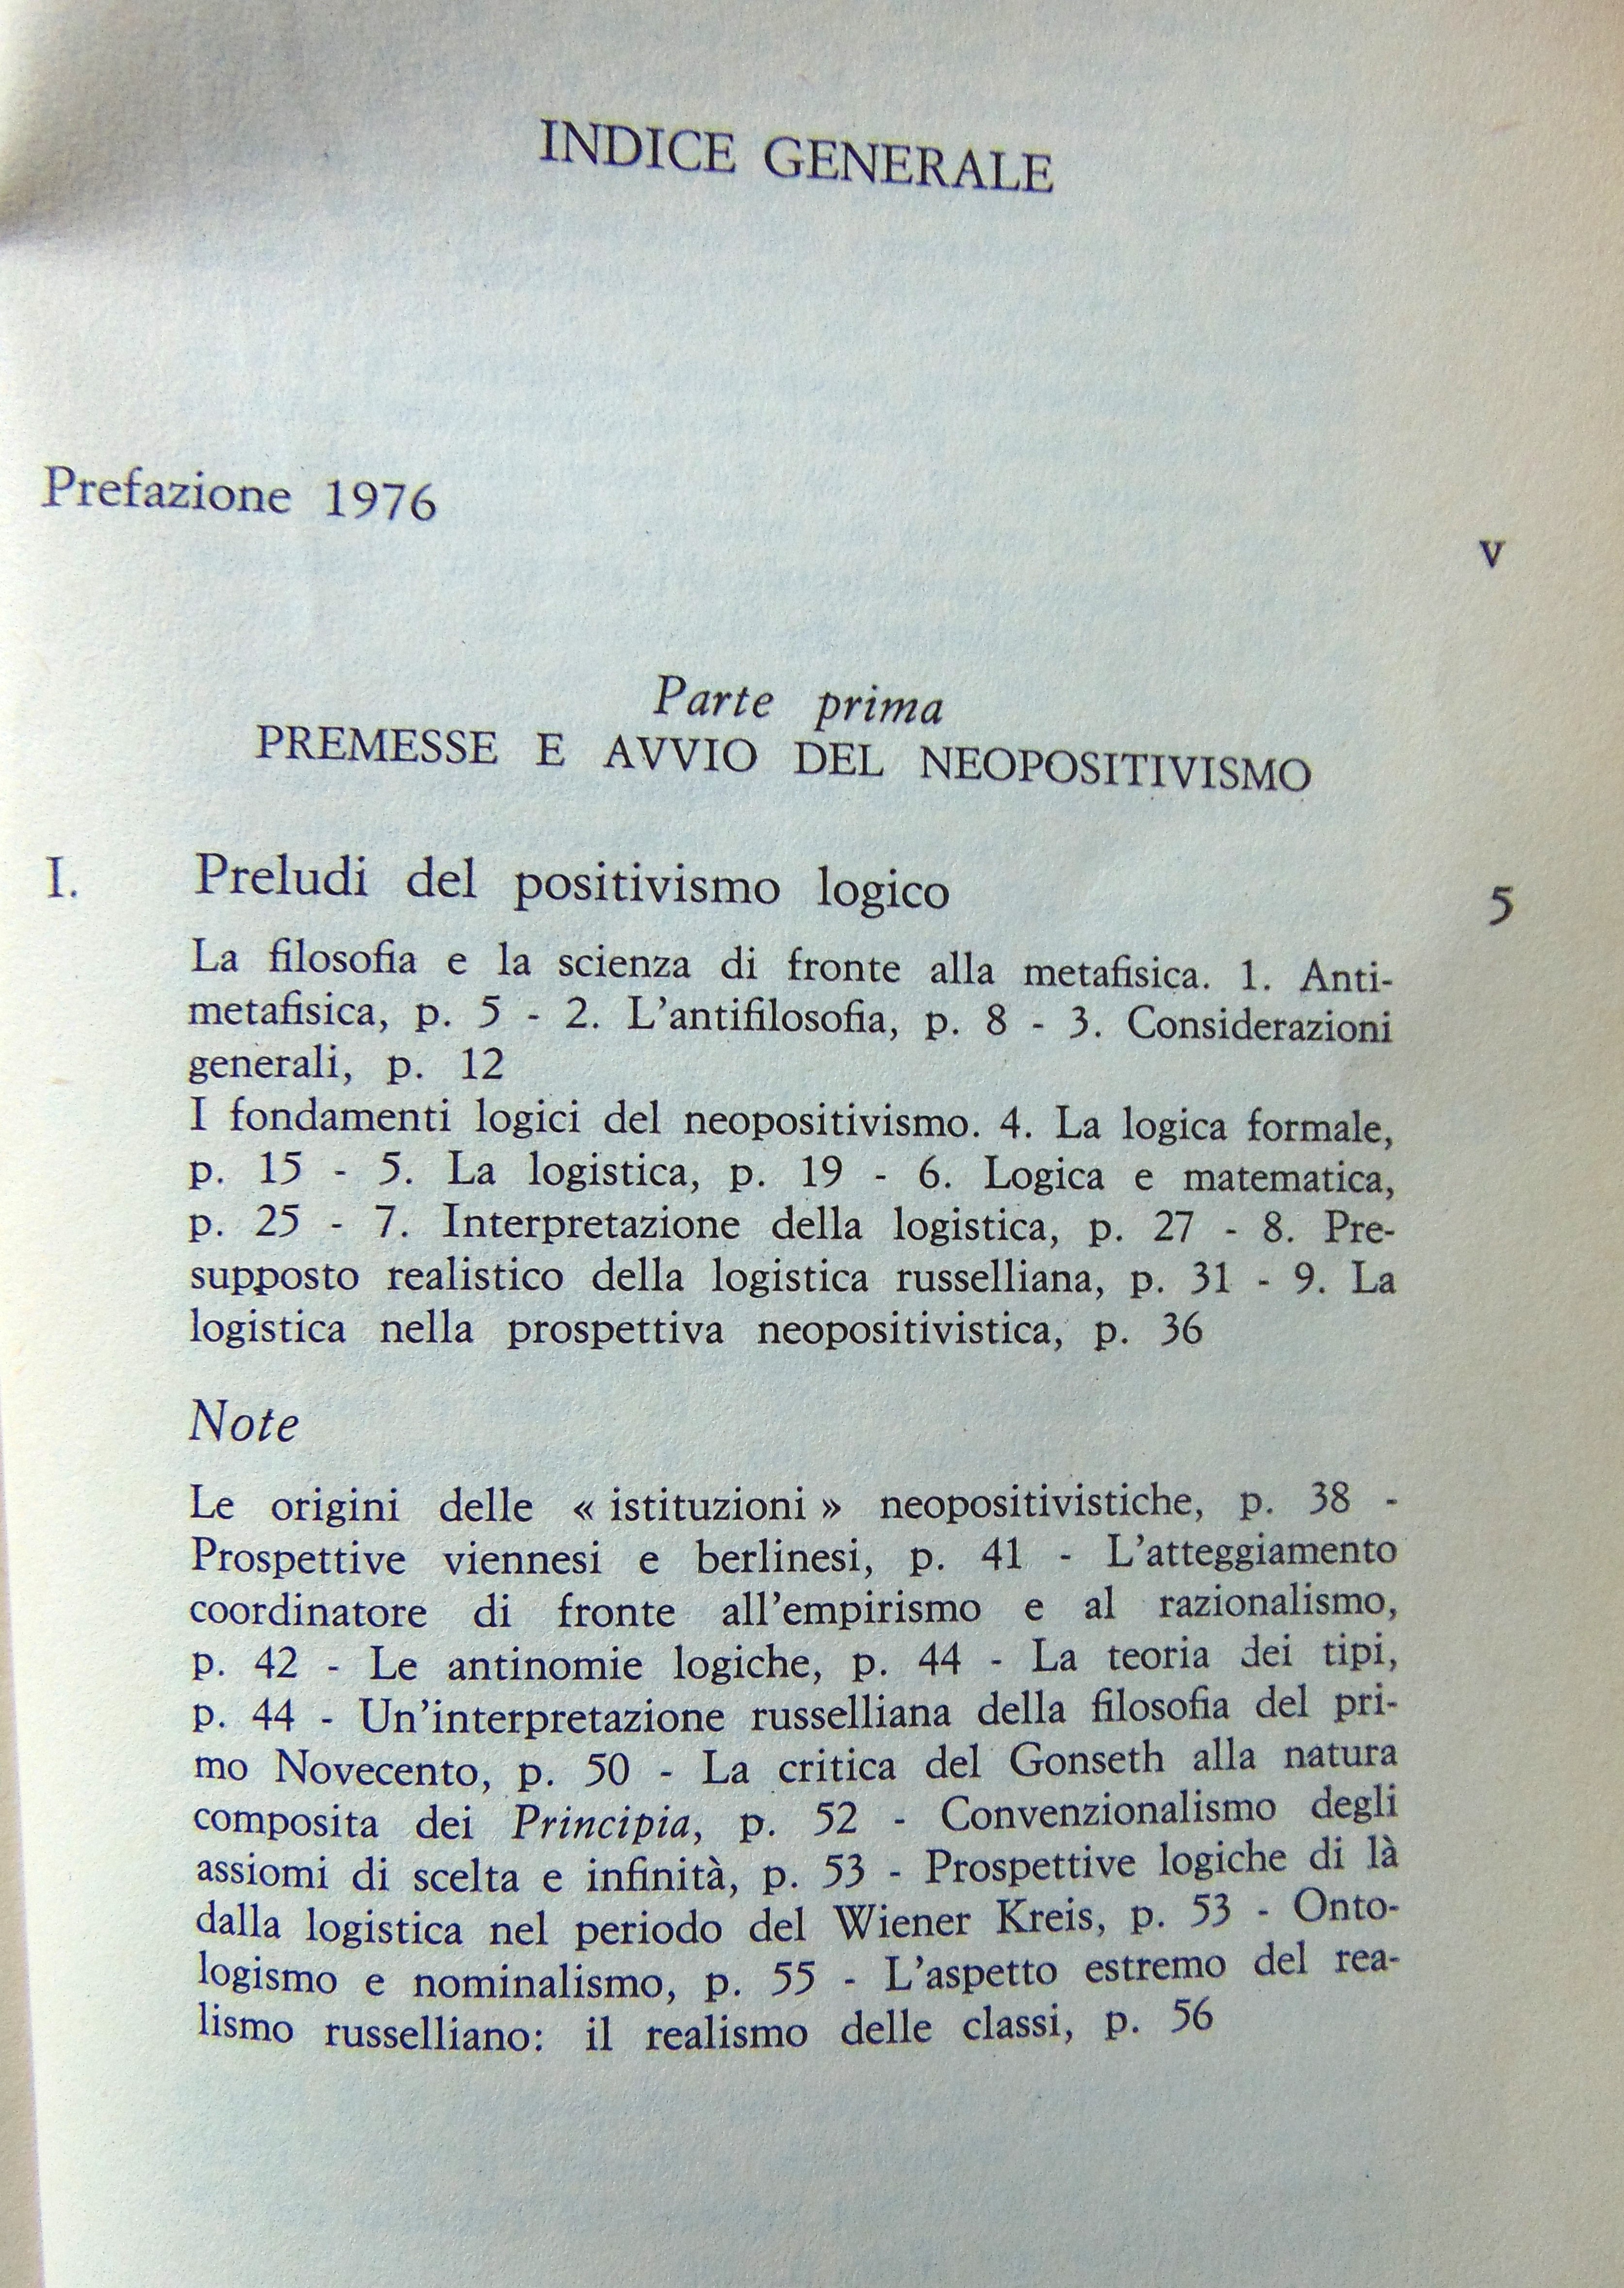 INDICE GENERALE
Prefazione 1976 v
Parte prima
PREMESSE E AVVIO DEL NEOPOSITIVISMO
I. Preludi del positivismo logico 5
La filosofia e la scienza di fronte alla metafisica. 1. Anti-
metafisica, p. 5 - 2. L'antifilosofia, p. 8 - 3. Considerazioni
generali, p. 12
I fondamenti logici del neopositivismo. 4. La logica formale,
p. 15 - 5. La logistica, p. 19 - 6. Logica e matematica,
p. 25 - 7. Interpretazione della logistica, p. 27 - 8. Pre-
supposto realistico della logistica russelliana, p. 31 - 9. La
logistica nella prospettiva neopositivistica, p. 36
Note
Le origini delle « istituzioni » neopositivistiche, p. 38 -
Prospettive viennesi e berlinesi, p. 41 - L'atteggiamento
coordinatore di fronte all'empirismo e al razionalismo,
p. 42 - Le antinomie logiche, p. 44 - La teoria dei tipi,
p. 44 - Un'interpretazione russelliana della filosofia del pri-
mo Novecento, p. 50 - La critica del Gonseth alla natura
composita dei Principia, p. 52 - Convenzionalismo degli
assiomi di scelta e infinità, p. 53 - Prospettive logiche di là
dalla logistica nel periodo del Wiener Kreis, p. 53 - Onto-
logismo e nominalismo, p. 55 - L'aspetto estremo del rea-
lismo russelliano: il realismo delle classi, p. 56